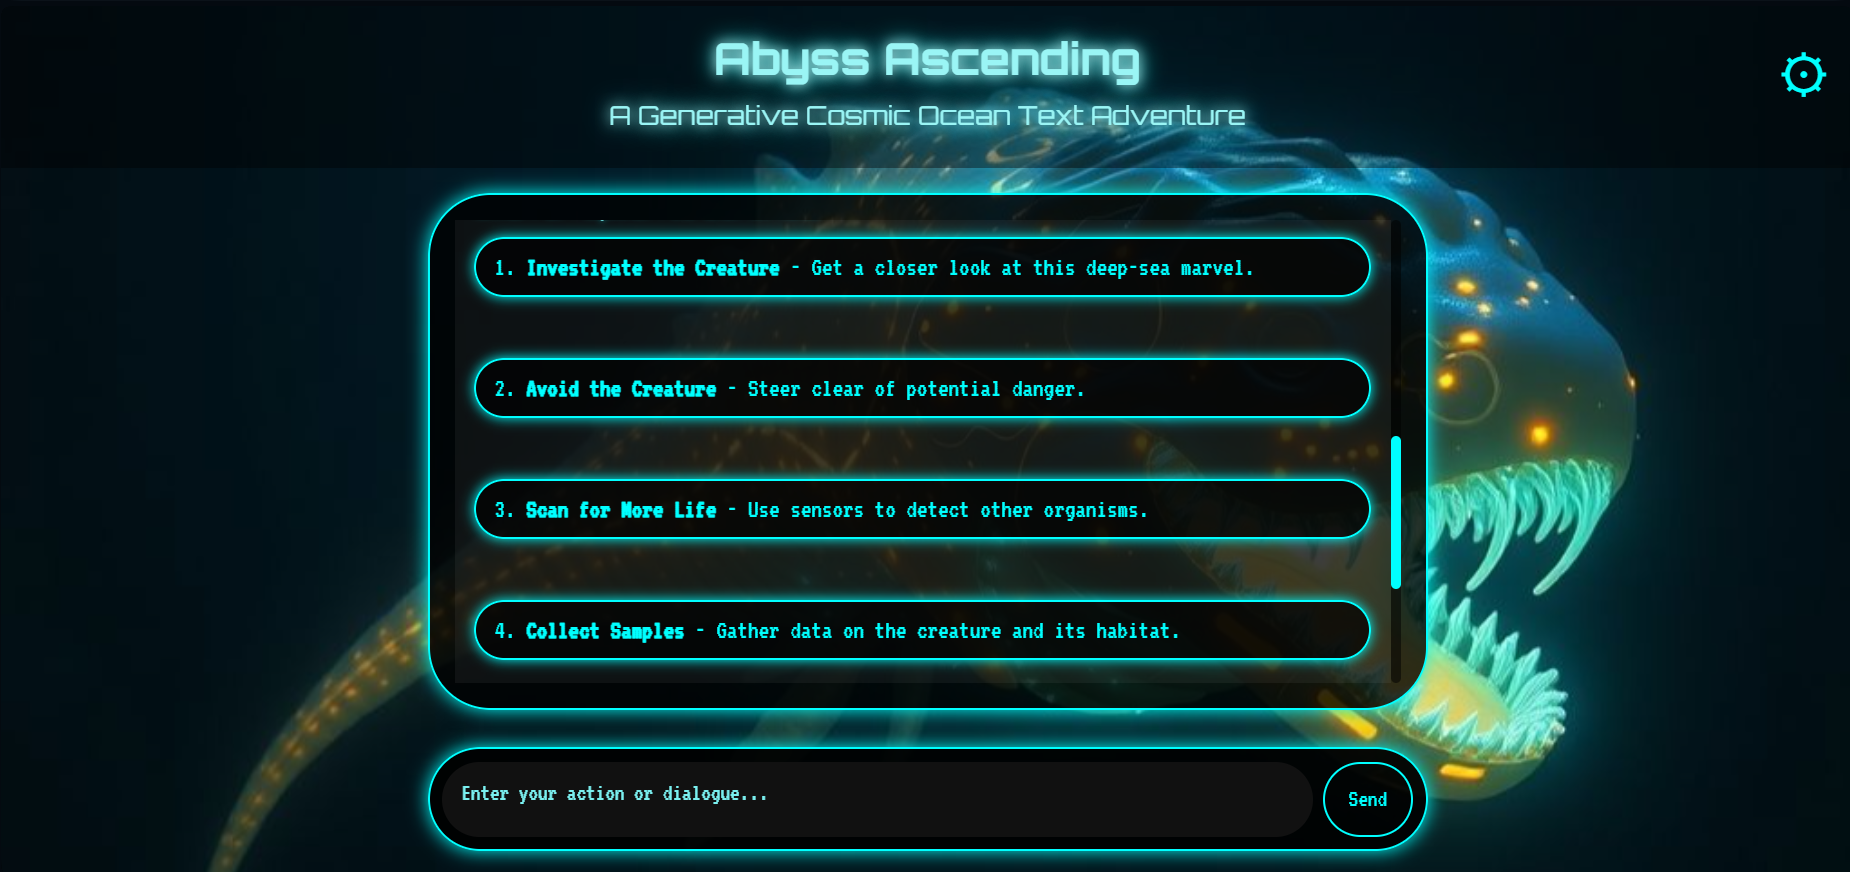 Abyss Ascending
A Generative Cosmic Ocean Text Adventure
1. Investigate the Creature - Get a closer look at this deep-sea marvel.
2. Avoid the Creature - Steer clear of potential danger.
3. Scan for More Life - Use sensors to detect other organisms.
4. Collect Samples - Gather data on the creature and its habitat.
Enter your action or dialogue...
Send